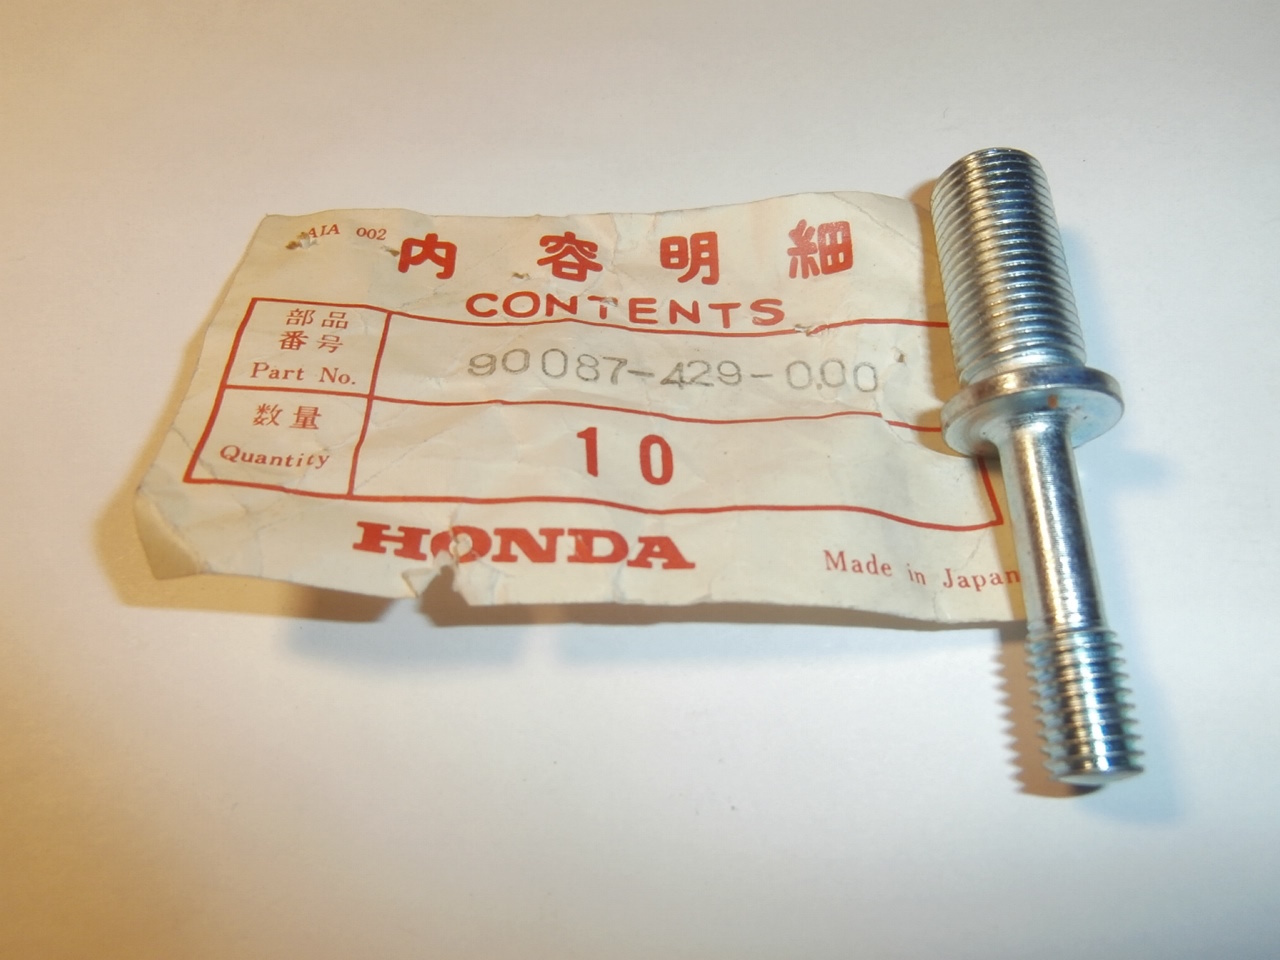 AIA 002
内容明細
CONTENTS
部品
番号
Part No.
90087-429-000
数量
Quantity
10
HONDA
Made in Japan